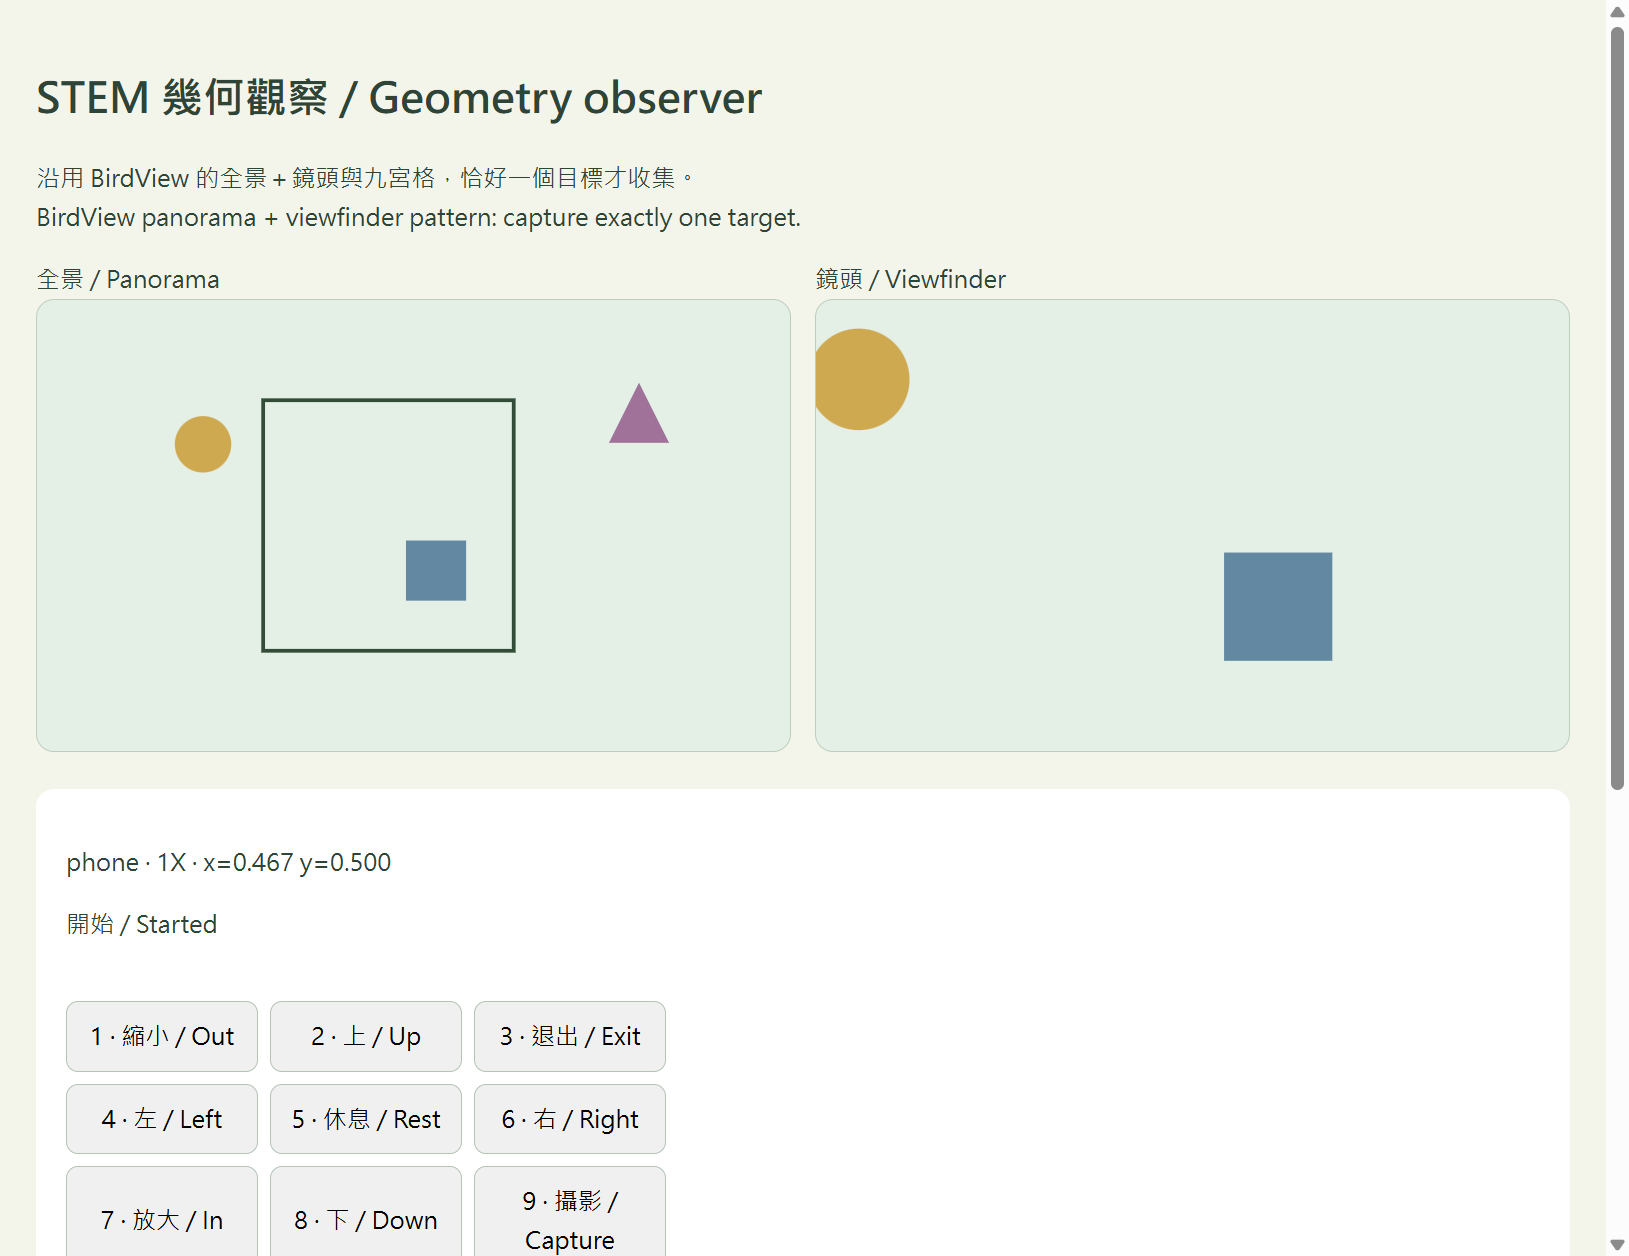 STEM 幾何觀察 / Geometry observer
沿用 BirdView 的全景 + 鏡頭與九宮格，恰好一個目標才收集。
BirdView panorama + viewfinder pattern: capture exactly one target.
全景 / Panorama
鏡頭 / Viewfinder
phone · 1X · x=0.467 y=0.500
開始 / Started
1 · 縮小 / Out
2 · 上 / Up
3 · 退出 / Exit
4 · 左 / Left
5 · 休息 / Rest
6 · 右 / Right
7 · 放大 / In
8 · 下 / Down
9 · 攝影 /
Capture